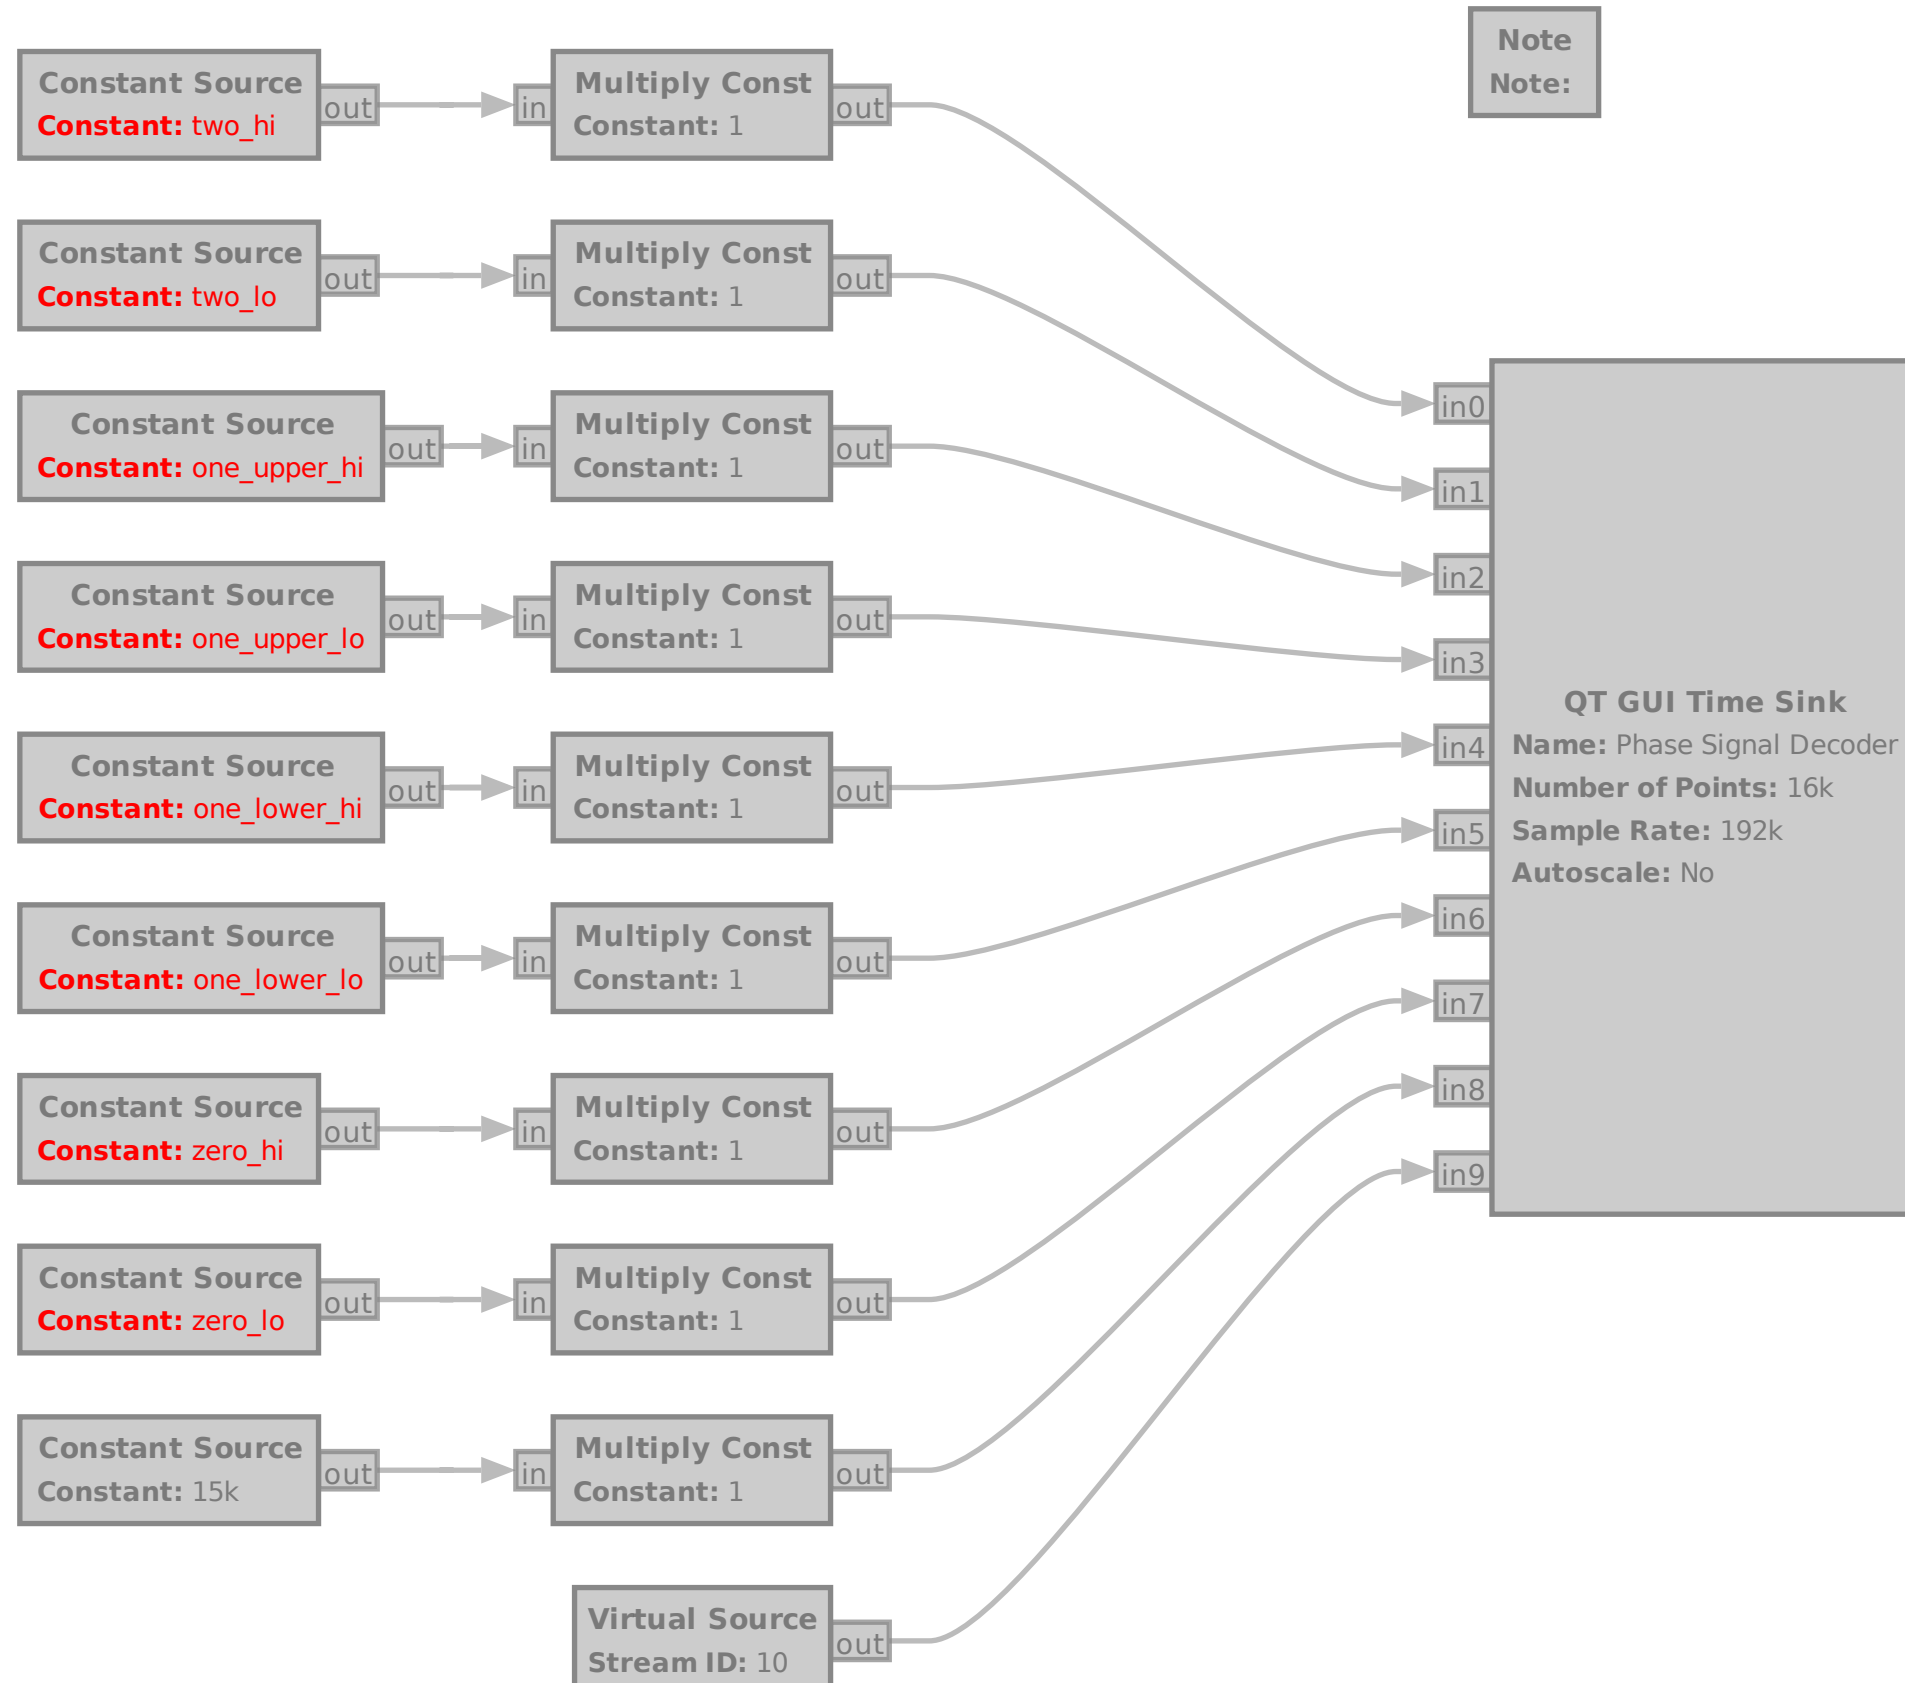 Note
Note:
Constant Source
Constant: two_hi
out
in
Multiply Const
Constant: 1
out
Constant Source
Constant: two_lo
out
in
Multiply Const
Constant: 1
out
Constant Source
Constant: one_upper_hi
out
in
Multiply Const
Constant: 1
out
Constant Source
Constant: one_upper_lo
out
in
Multiply Const
Constant: 1
out
Constant Source
Constant: one_lower_hi
out
in
Multiply Const
Constant: 1
out
Constant Source
Constant: one_lower_lo
out
in
Multiply Const
Constant: 1
out
Constant Source
Constant: zero_hi
out
in
Multiply Const
Constant: 1
out
Constant Source
Constant: zero_lo
out
in
Multiply Const
Constant: 1
out
Constant Source
Constant: 15k
out
in
Multiply Const
Constant: 1
out
Virtual Source
Stream ID: 10
out
in0
in1
in2
in3
in4
in5
in6
in7
in8
in9
QT GUI Time Sink
Name: Phase Signal Decoder
Number of Points: 16k
Sample Rate: 192k
Autoscale: No